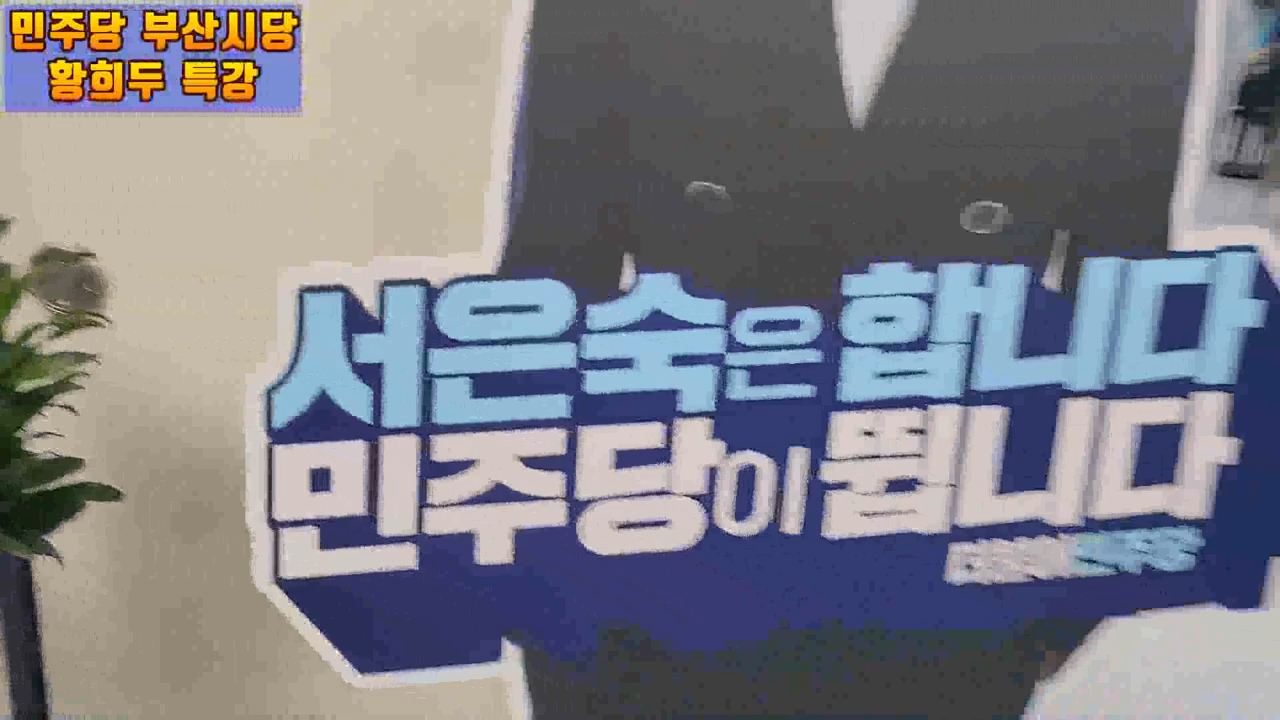 민주당 부산시당
황희두 특강
서은숙은 합니다
민주당이 뜁니다